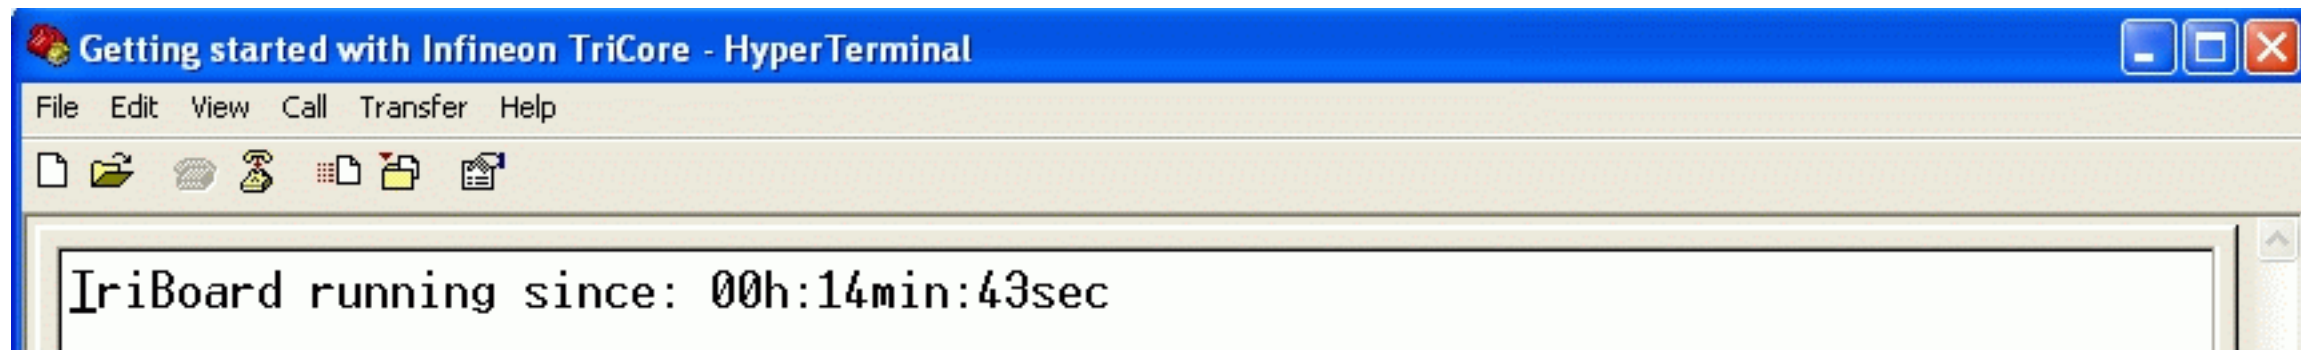 Getting started with Infineon TriCore - HyperTerminal
File Edit View Call Transfer Help
TriBoard running since: 00h:14min:43sec